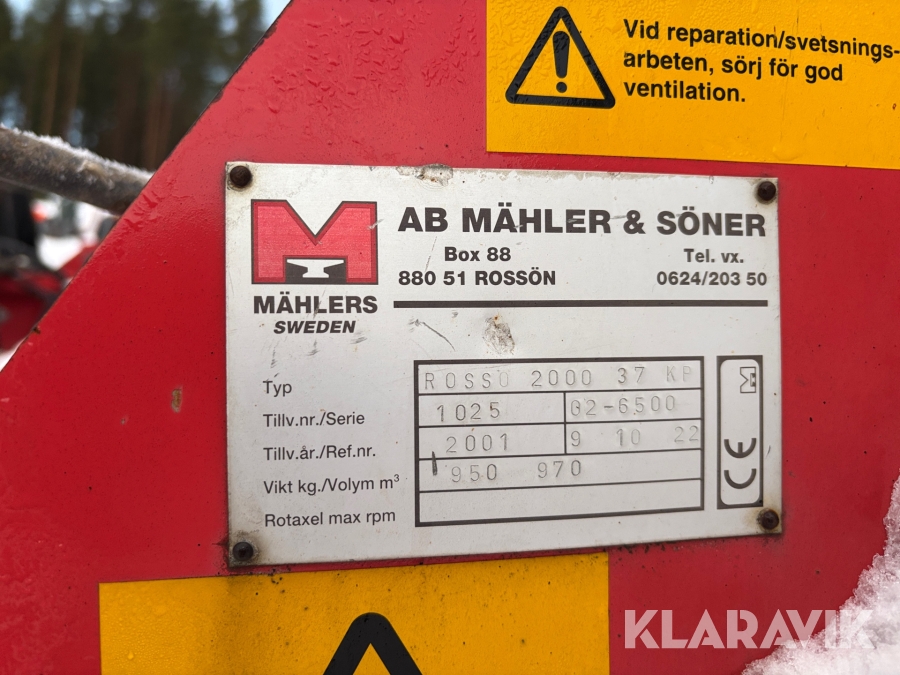 Vid reparation/svetsnings-
arbeten, sörj för god
ventilation.
AB MÄHLER & SÖNER
Box 88
880 51 ROSSÖN
Tel. vx.
0624/203 50
MÄHLERS
SWEDEN
Typ ROSSO 2000 37 KP
Tillv.nr./Serie 1025 02-6500
Tillv.år./Ref.nr. 2001 9 10 22
Vikt kg./Volym m³ 950 970
Rotaxel max rpm
CE
KLARAVIK